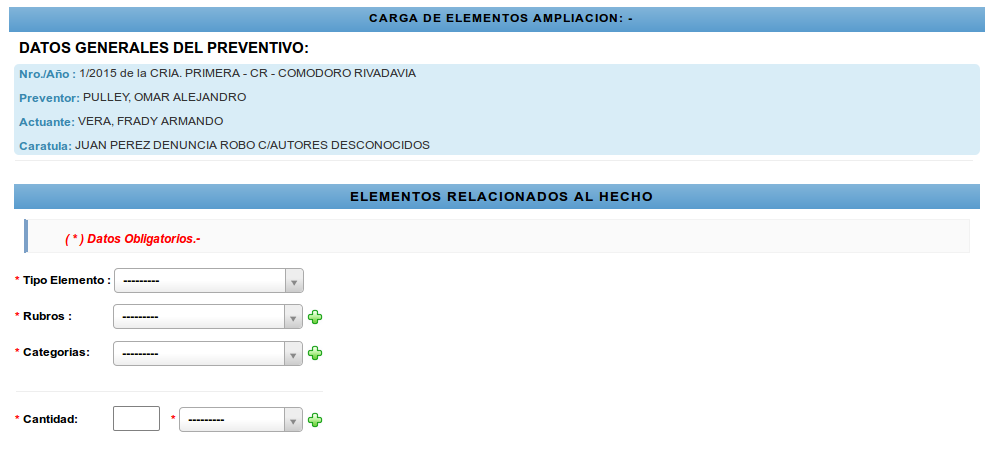 CARGA DE ELEMENTOS AMPLIACION: -
DATOS GENERALES DEL PREVENTIVO:
Nro./Año : 1/2015 de la CRIA. PRIMERA - CR - COMODORO RIVADAVIA
Preventor: PULLEY, OMAR ALEJANDRO
Actuante: VERA, FRADY ARMANDO
Caratula: JUAN PEREZ DENUNCIA ROBO C/AUTORES DESCONOCIDOS
ELEMENTOS RELACIONADOS AL HECHO
( * ) Datos Obligatorios.-
* Tipo Elemento : ---------
* Rubros : ---------
* Categorias: ---------
* Cantidad: * ---------